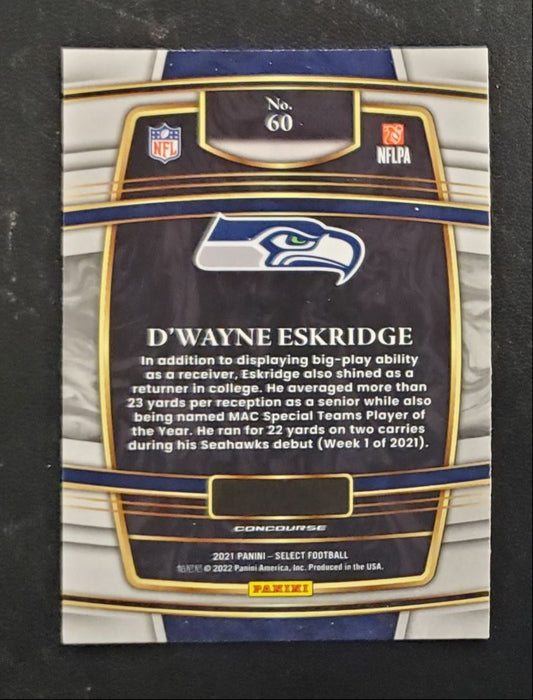 No.
60
NFL
NFLPA
D'WAYNE ESKRIDGE
In addition to displaying big-play ability
as a receiver, Eskridge also shined as a
returner in college. He averaged more than
23 yards per reception as a senior while also
being named MAC Special Teams Player of
the Year. He ran for 22 yards on two carries
during his Seahawks debut (Week 1 of 2021).
CONCOURSE
2021 PANINI – SELECT FOOTBALL
© 2022 Panini America, Inc. Produced in the USA.
PANINI